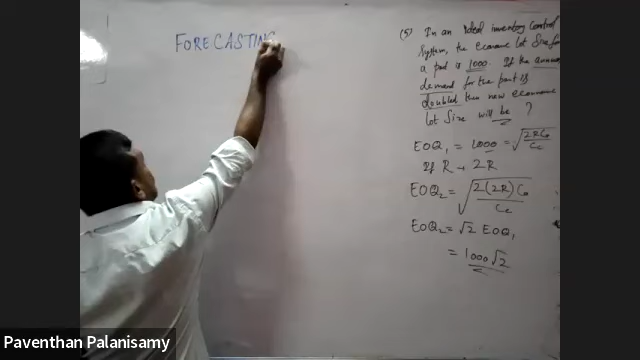 FORECASTING
(5) In an ideal inventory control
System, the economic lot Size for
a part is 1000. If the annual
demand for the part is
doubled then new economic
lot Size will be ?
EOQ₁ = 1000 = √(2RC₀/Cc)
If R → 2R
EOQ₂ = √(2(2R)C₀/Cc)
EOQ₂ = √2 EOQ₁
= 1000√2
Paventhan Palanisamy